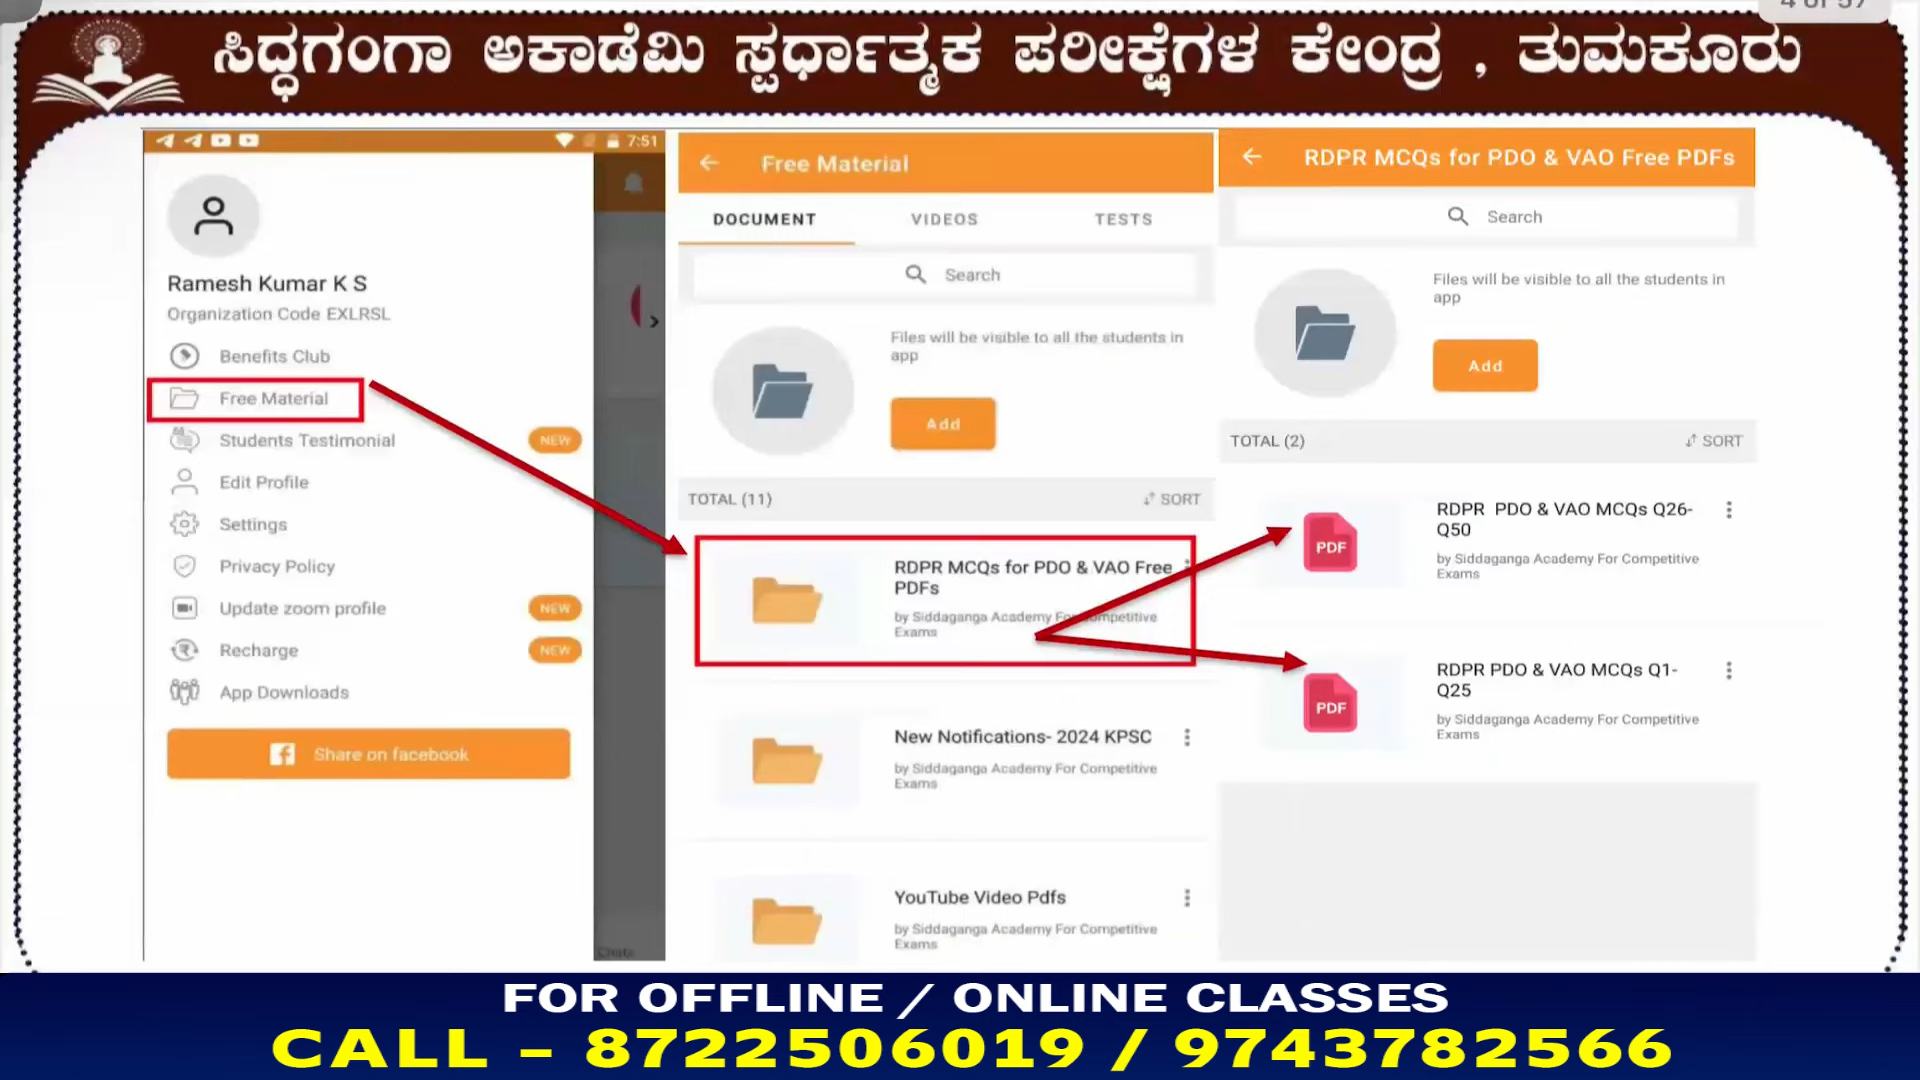 4 of 57
ಸಿದ್ಧಗಂಗಾ ಅಕಾಡೆಮಿ ಸ್ಪರ್ಧಾತ್ಮಕ ಪರೀಕ್ಷೆಗಳ ಕೇಂದ್ರ , ತುಮಕೂರು
7:51
Ramesh Kumar K S
Organization Code EXLRSL
Benefits Club
Free Material
Students Testimonial NEW
Edit Profile
Settings
Privacy Policy
Update zoom profile NEW
Recharge NEW
App Downloads
Share on facebook
Chats
Free Material
DOCUMENT VIDEOS TESTS
Search
Files will be visible to all the students in
app
Add
TOTAL (11) SORT
RDPR MCQs for PDO & VAO Free
PDFs
by Siddaganga Academy For Competitive
Exams
New Notifications- 2024 KPSC
by Siddaganga Academy For Competitive
Exams
YouTube Video Pdfs
by Siddaganga Academy For Competitive
Exams
RDPR MCQs for PDO & VAO Free PDFs
Search
Files will be visible to all the students in
app
Add
TOTAL (2) SORT
PDF
RDPR PDO & VAO MCQs Q26-
Q50
by Siddaganga Academy For Competitive
Exams
PDF
RDPR PDO & VAO MCQs Q1-
Q25
by Siddaganga Academy For Competitive
Exams
FOR OFFLINE / ONLINE CLASSES
CALL – 8722506019 / 9743782566